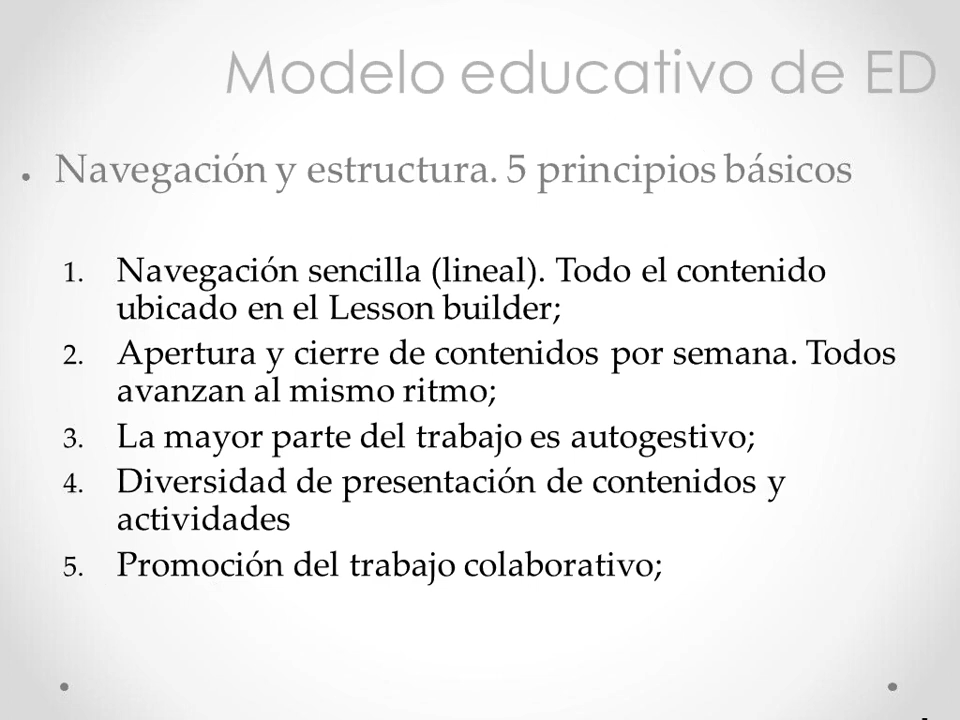 Modelo educativo de ED
• Navegación y estructura. 5 principios básicos
1. Navegación sencilla (lineal). Todo el contenido
ubicado en el Lesson builder;
2. Apertura y cierre de contenidos por semana. Todos
avanzan al mismo ritmo;
3. La mayor parte del trabajo es autogestivo;
4. Diversidad de presentación de contenidos y
actividades
5. Promoción del trabajo colaborativo;